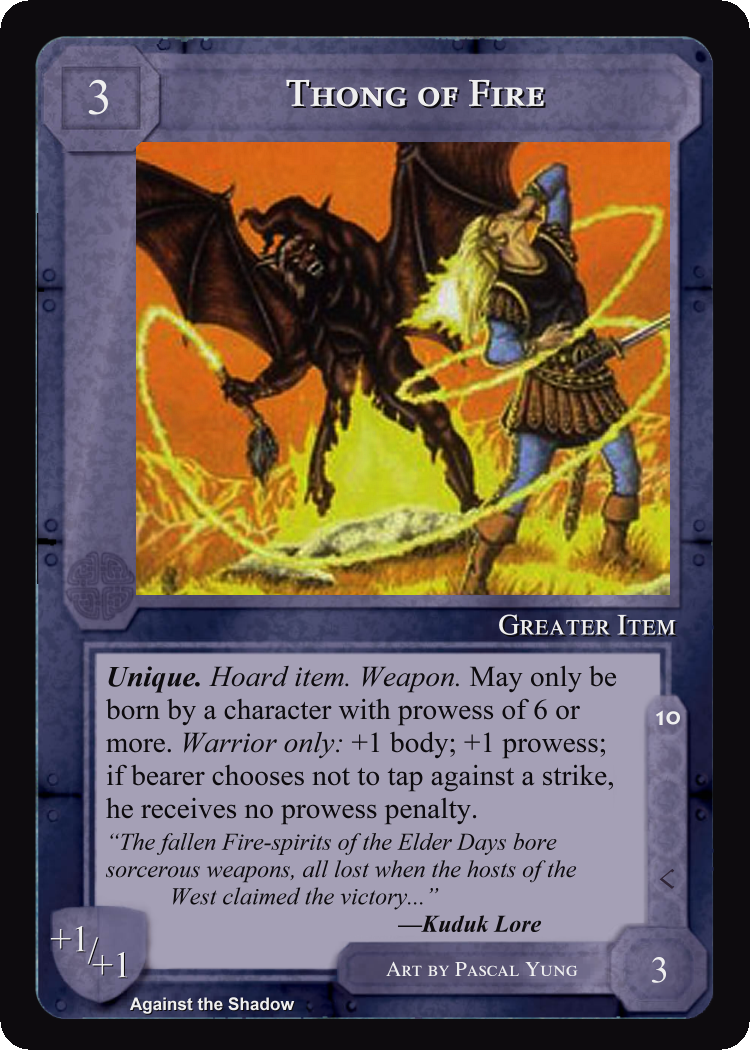 3
Thong of Fire
Greater Item
Unique. Hoard item. Weapon. May only be
born by a character with prowess of 6 or
more. Warrior only: +1 body; +1 prowess;
if bearer chooses not to tap against a strike,
he receives no prowess penalty.
“The fallen Fire-spirits of the Elder Days bore
sorcerous weapons, all lost when the hosts of the
West claimed the victory...”
—Kuduk Lore
10
<
+1/+1
Art by Pascal Yung
3
Against the Shadow